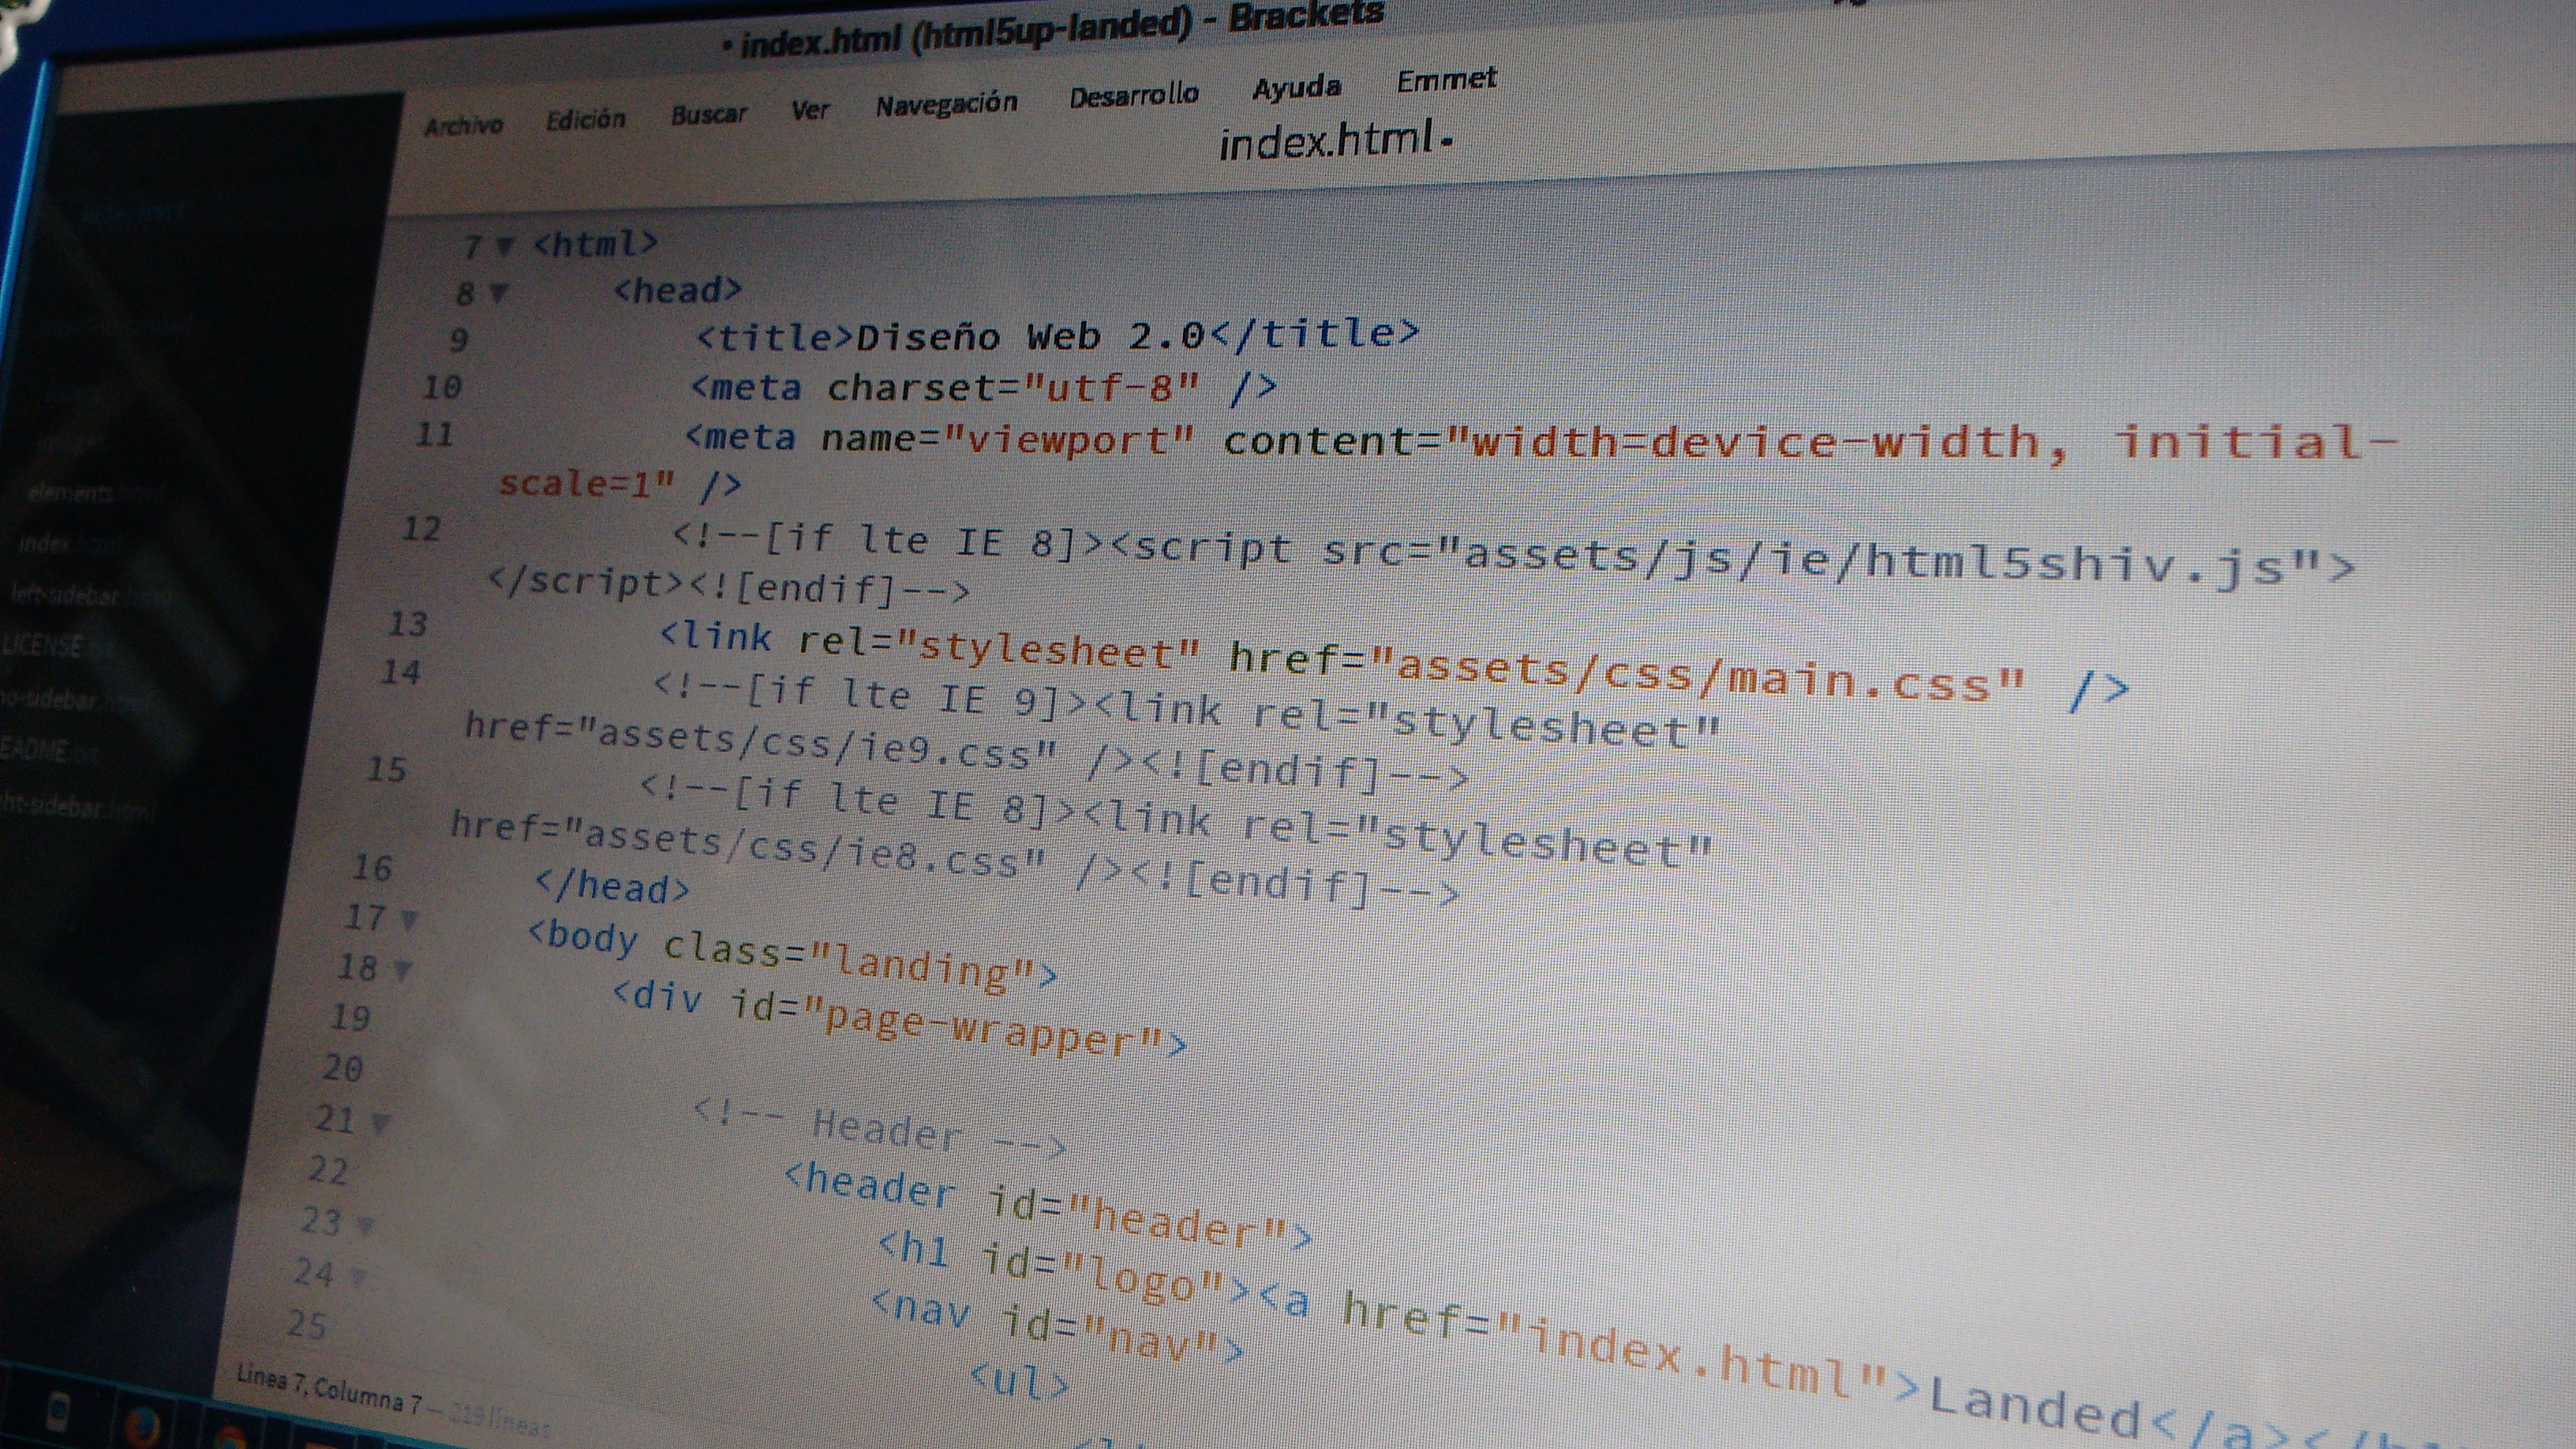 • index.html (html5up-landed) - Brackets
Archivo Edición Buscar Ver Navegación Desarrollo Ayuda Emmet
index.html•
elements.html
index.html
left-sidebar.html
LICENSE
o-sidebar.html
EADME.txt
ht-sidebar.html
7 <html>
8 <head>
9 <title>Diseño Web 2.0</title>
10 <meta charset="utf-8" />
11 <meta name="viewport" content="width=device-width, initial-
scale=1" />
12 <!--[if lte IE 8]><script src="assets/js/ie/html5shiv.js">
</script><![endif]-->
13 <link rel="stylesheet" href="assets/css/main.css" />
14 <!--[if lte IE 9]><link rel="stylesheet"
href="assets/css/ie9.css" /><![endif]-->
15 <!--[if lte IE 8]><link rel="stylesheet"
href="assets/css/ie8.css" /><![endif]-->
16 </head>
17 <body class="landing">
18 <div id="page-wrapper">
19
20 <!-- Header -->
21 <header id="header">
22 <h1 id="logo"><a href="index.html">Landed</a></h
23 <nav id="nav">
24 <ul>
25
Línea 7, Columna 7 — 219 líneas